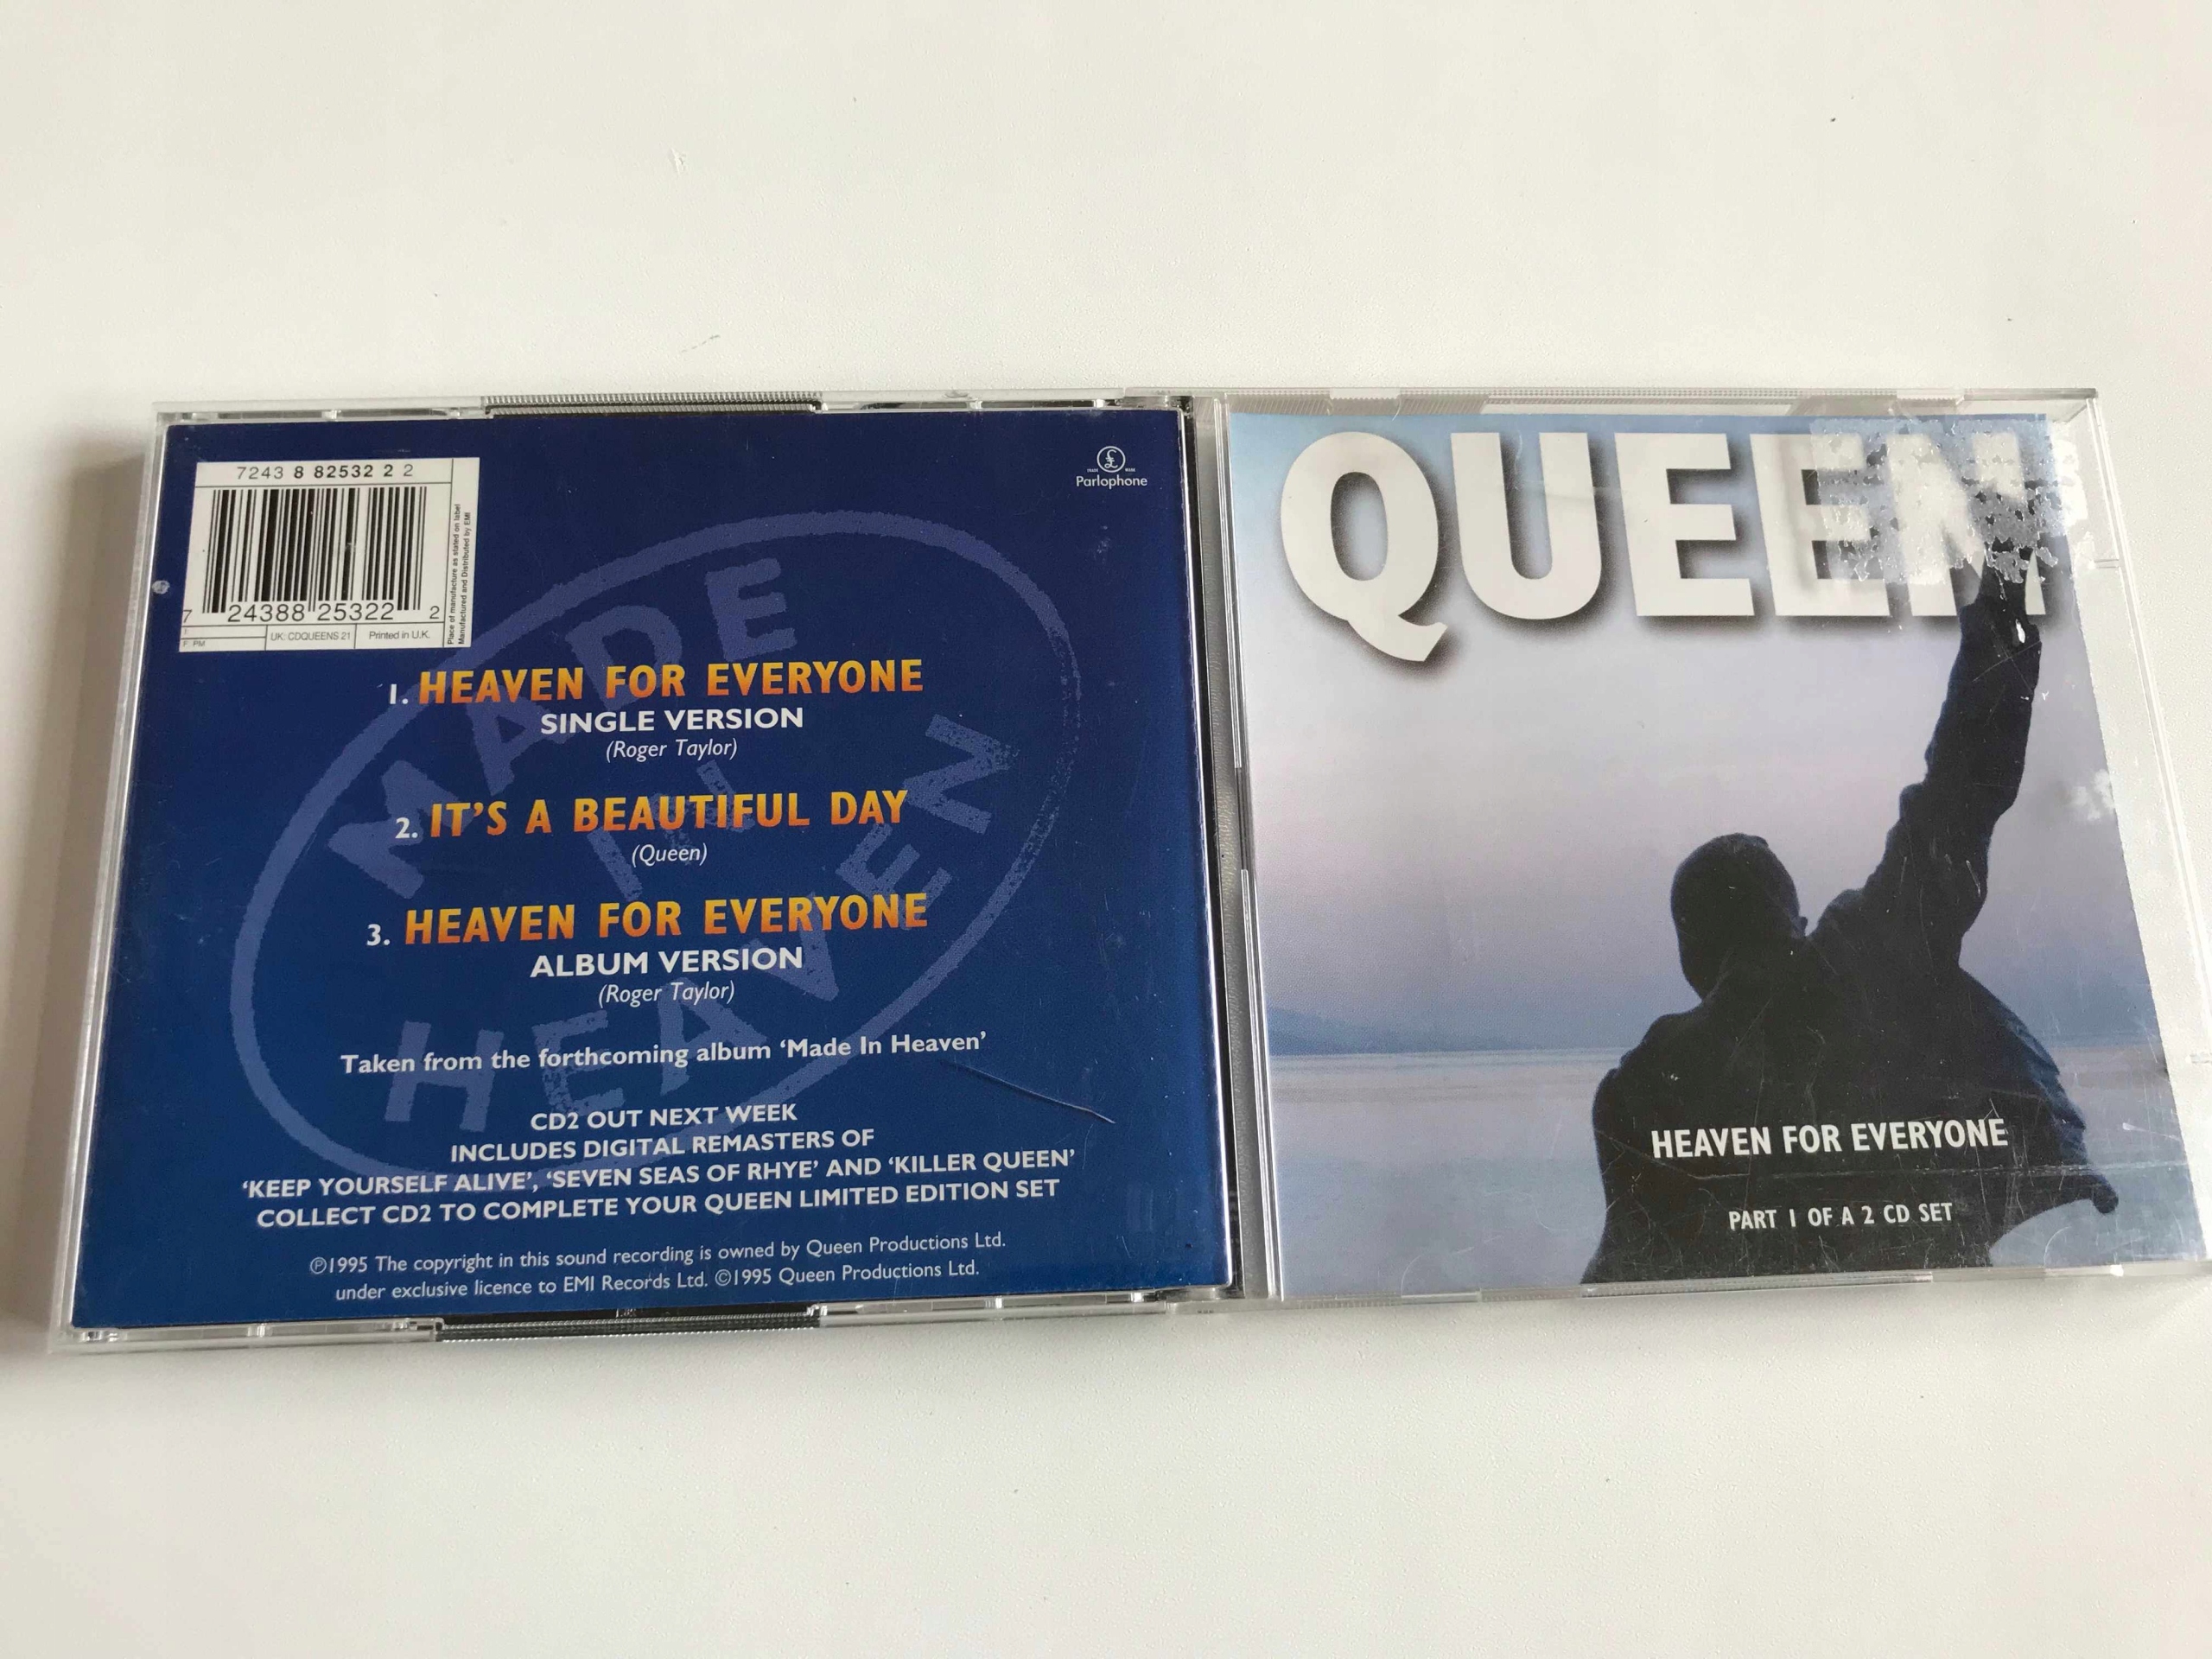 7243 8 82532 2 2
7 24388 25322 2
UK: CDQUEENS 21
Printed in U.K.
Place of manufacture as stated on label
Manufactured and Distributed by EMI
TRADE MARK
Parlophone
MADE
IN
HEAVEN
1. HEAVEN FOR EVERYONE
SINGLE VERSION
(Roger Taylor)
2. IT'S A BEAUTIFUL DAY
(Queen)
3. HEAVEN FOR EVERYONE
ALBUM VERSION
(Roger Taylor)
Taken from the forthcoming album 'Made In Heaven'
CD2 OUT NEXT WEEK
INCLUDES DIGITAL REMASTERS OF
'KEEP YOURSELF ALIVE', 'SEVEN SEAS OF RHYE' AND 'KILLER QUEEN'
COLLECT CD2 TO COMPLETE YOUR QUEEN LIMITED EDITION SET
℗1995 The copyright in this sound recording is owned by Queen Productions Ltd.
under exclusive licence to EMI Records Ltd. ©1995 Queen Productions Ltd.
QUEEN
HEAVEN FOR EVERYONE
PART 1 OF A 2 CD SET